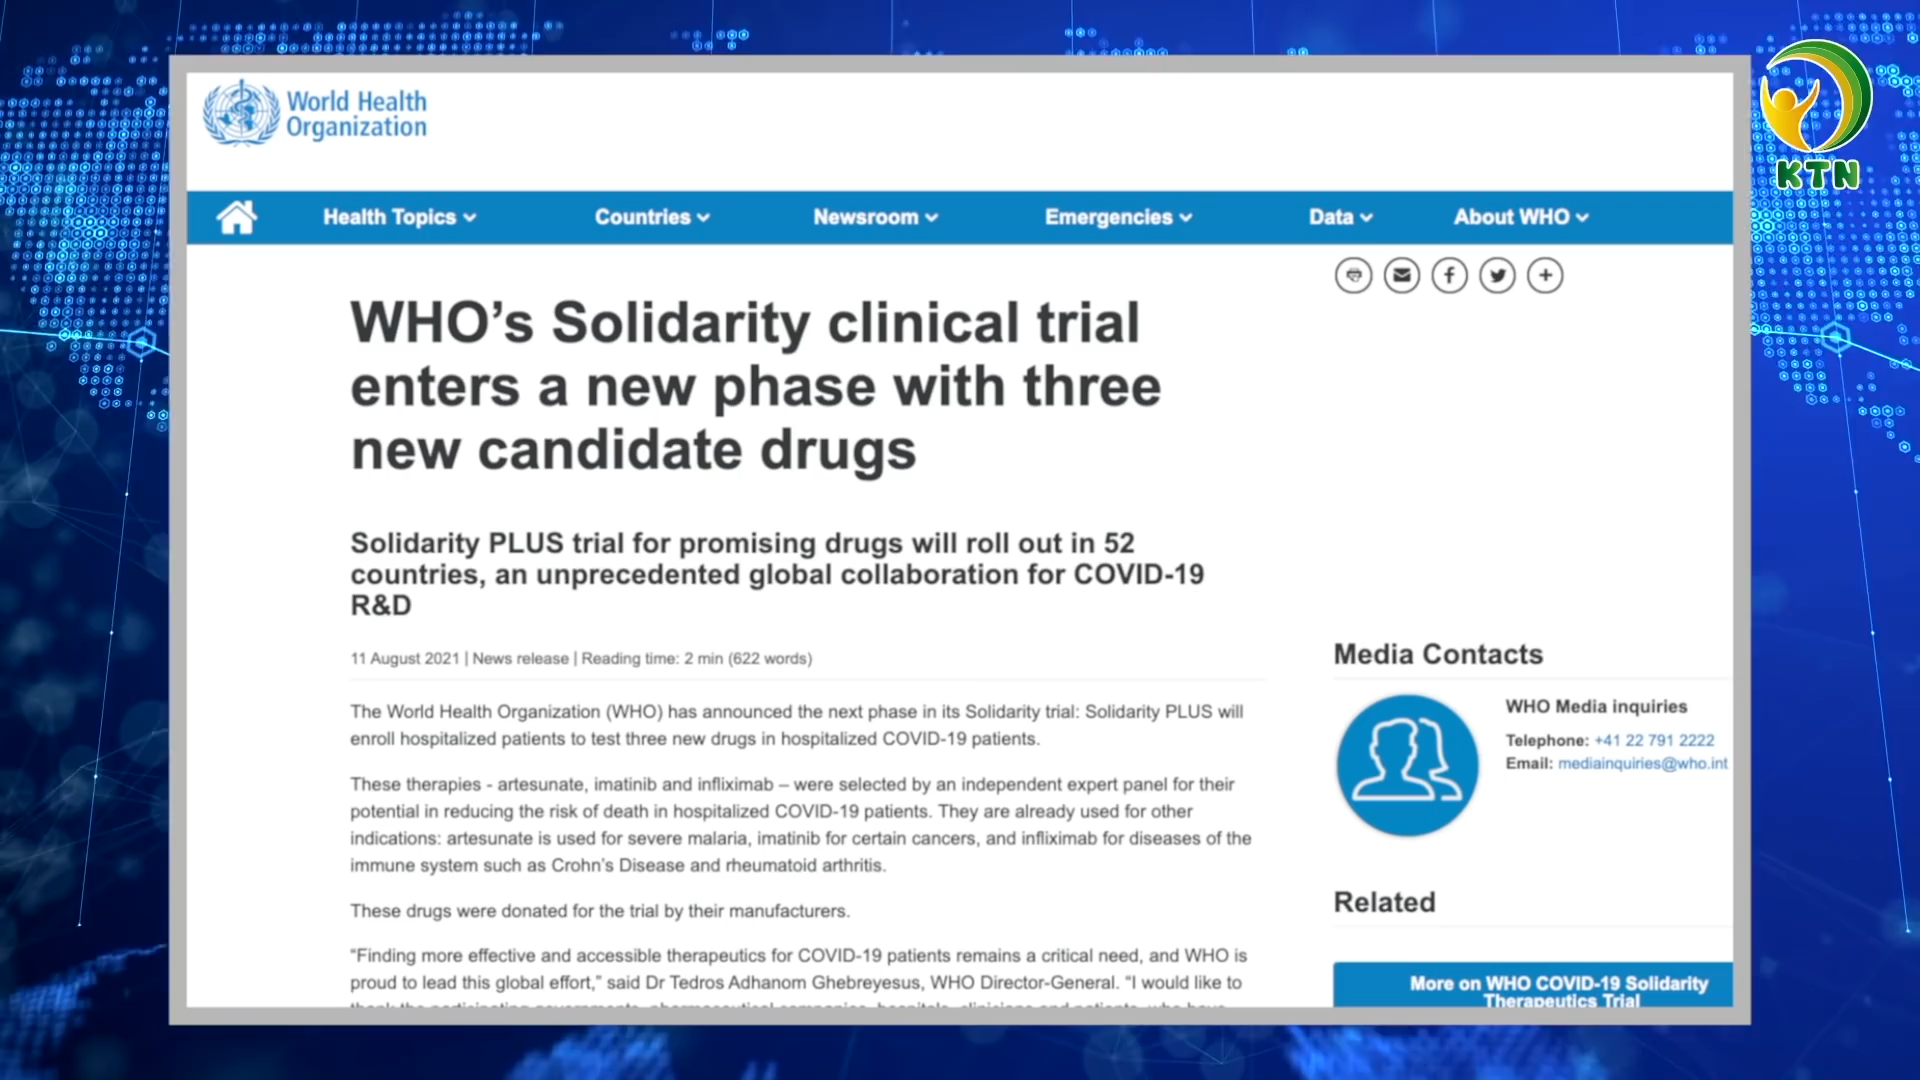 World Health
Organization
KTN
Health Topics
Countries
Newsroom
Emergencies
Data
About WHO
WHO’s Solidarity clinical trial
enters a new phase with three
new candidate drugs
Solidarity PLUS trial for promising drugs will roll out in 52
countries, an unprecedented global collaboration for COVID-19
R&D
11 August 2021 | News release | Reading time: 2 min (622 words)
The World Health Organization (WHO) has announced the next phase in its Solidarity trial: Solidarity PLUS will
enroll hospitalized patients to test three new drugs in hospitalized COVID-19 patients.
These therapies - artesunate, imatinib and infliximab – were selected by an independent expert panel for their
potential in reducing the risk of death in hospitalized COVID-19 patients. They are already used for other
indications: artesunate is used for severe malaria, imatinib for certain cancers, and infliximab for diseases of the
immune system such as Crohn’s Disease and rheumatoid arthritis.
These drugs were donated for the trial by their manufacturers.
“Finding more effective and accessible therapeutics for COVID-19 patients remains a critical need, and WHO is
proud to lead this global effort,” said Dr Tedros Adhanom Ghebreyesus, WHO Director-General. “I would like to
Media Contacts
WHO Media inquiries
Telephone: +41 22 791 2222
Email: mediainquiries@who.int
Related
More on WHO COVID-19 Solidarity
Therapeutics Trial